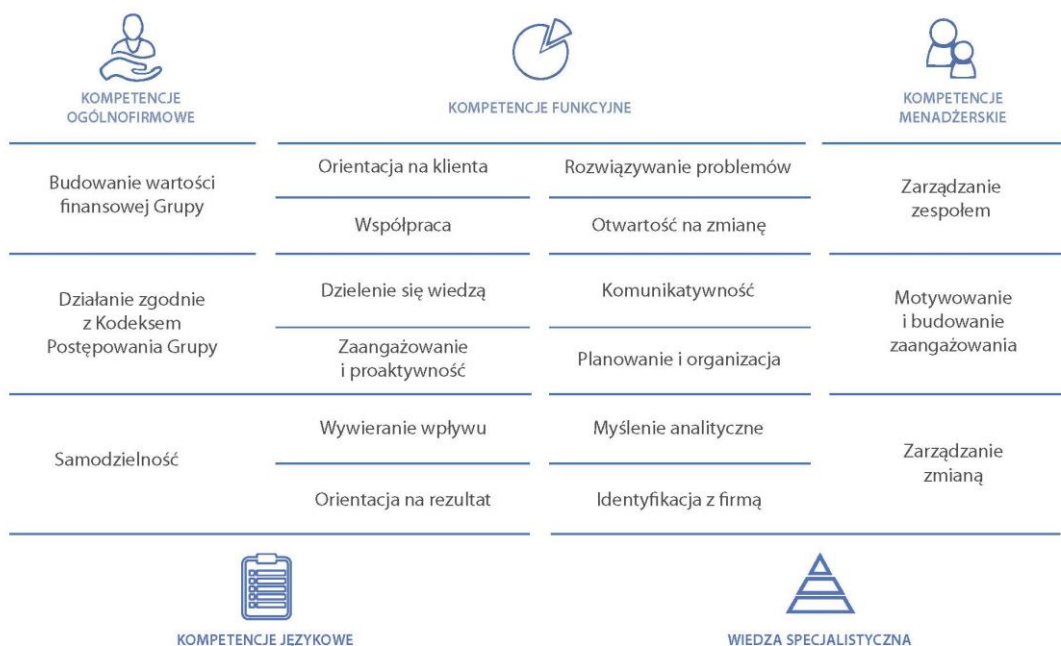 KOMPETENCJE
OGÓLNOFIRMOWE
KOMPETENCJE FUNKCYJNE
KOMPETENCJE
MENADŻERSKIE
Budowanie wartości
finansowej Grupy
Orientacja na klienta
Rozwiązywanie problemów
Współpraca
Otwartość na zmianę
Zarządzanie
zespołem
Działanie zgodnie
z Kodeksem
Postępowania Grupy
Dzielenie się wiedzą
Komunikatywność
Zaangażowanie
i proaktywność
Planowanie i organizacja
Motywowanie
i budowanie
zaangażowania
Samodzielność
Wywieranie wpływu
Myślenie analityczne
Orientacja na rezultat
Identyfikacja z firmą
Zarządzanie
zmianą
KOMPETENCJE JĘZYKOWE
WIEDZA SPECJALISTYCZNA